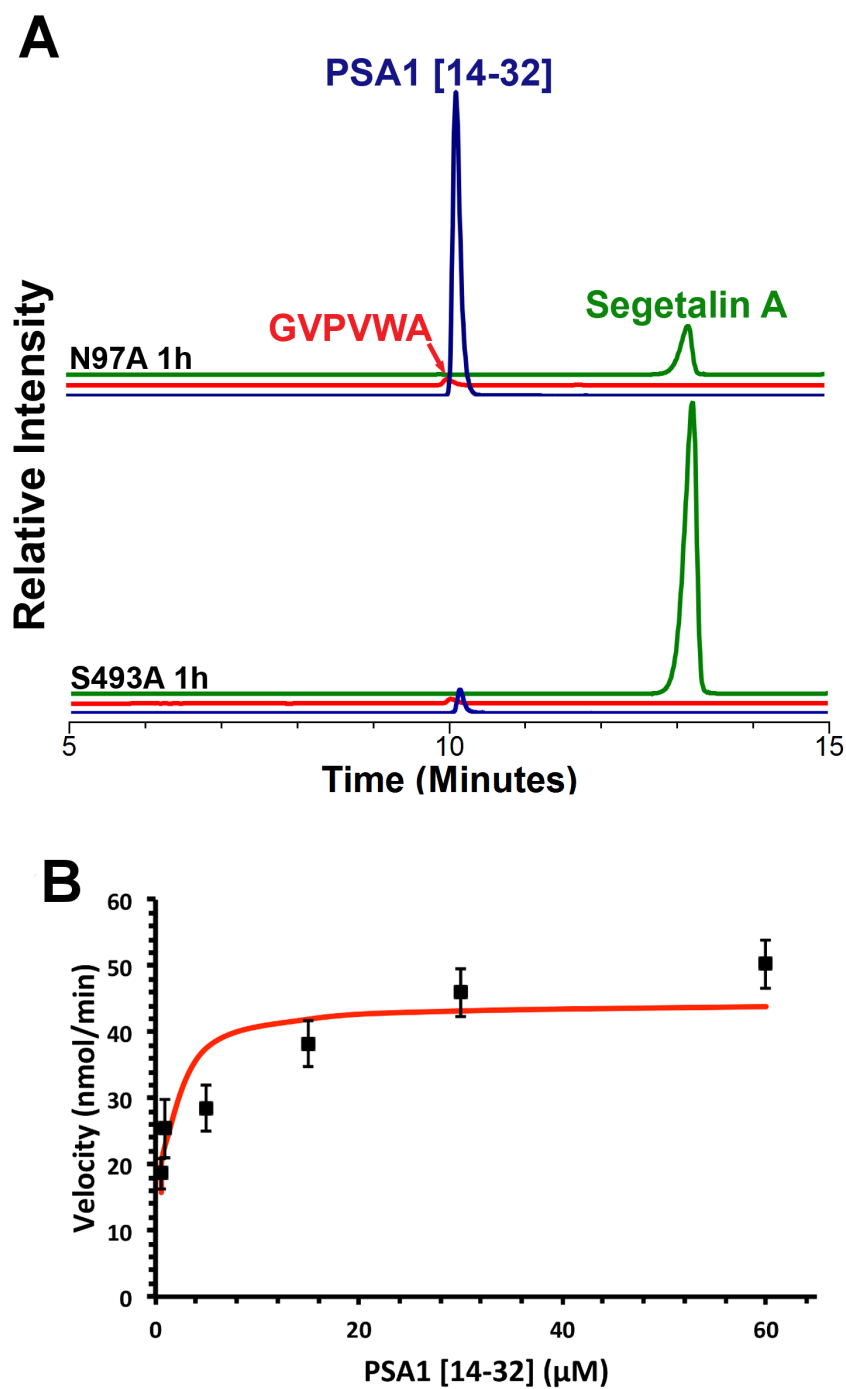 A
PSA1 [14-32]
Segetalin A
GVPVWA
N97A 1h
S493A 1h
Relative Intensity
5 10 15
Time (Minutes)
B
60
50
40
30
20
10
0
Velocity (nmol/min)
0 20 40 60
PSA1 [14-32] (µM)